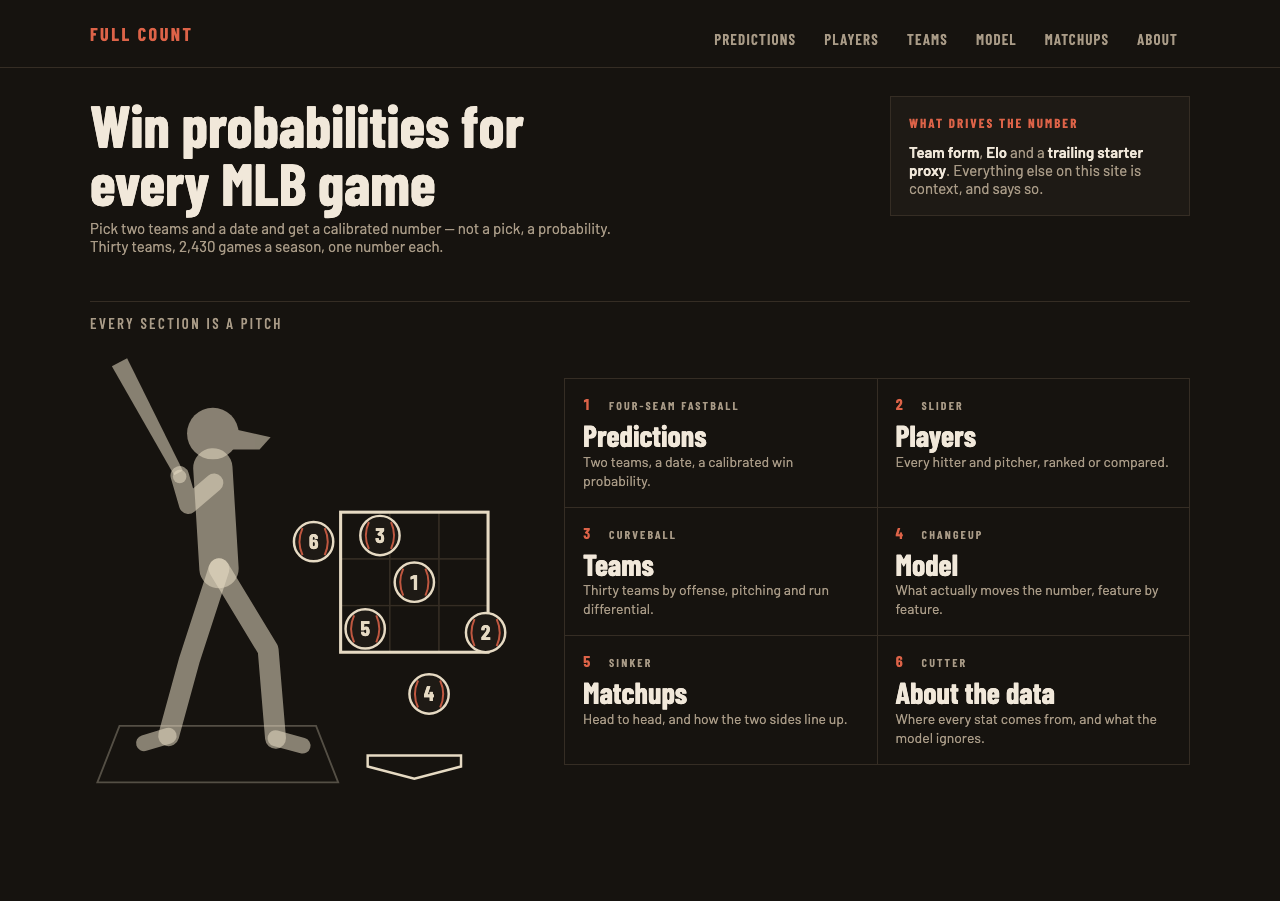 FULL COUNT
PREDICTIONS PLAYERS TEAMS MODEL MATCHUPS ABOUT
Win probabilities for
every MLB game
Pick two teams and a date and get a calibrated number — not a pick, a probability.
Thirty teams, 2,430 games a season, one number each.
WHAT DRIVES THE NUMBER
Team form, Elo and a trailing starter
proxy. Everything else on this site is
context, and says so.
EVERY SECTION IS A PITCH
6
3
1
5
2
4
1 FOUR-SEAM FASTBALL
Predictions
Two teams, a date, a calibrated win
probability.
2 SLIDER
Players
Every hitter and pitcher, ranked or compared.
3 CURVEBALL
Teams
Thirty teams by offense, pitching and run
differential.
4 CHANGEUP
Model
What actually moves the number, feature by
feature.
5 SINKER
Matchups
Head to head, and how the two sides line up.
6 CUTTER
About the data
Where every stat comes from, and what the
model ignores.